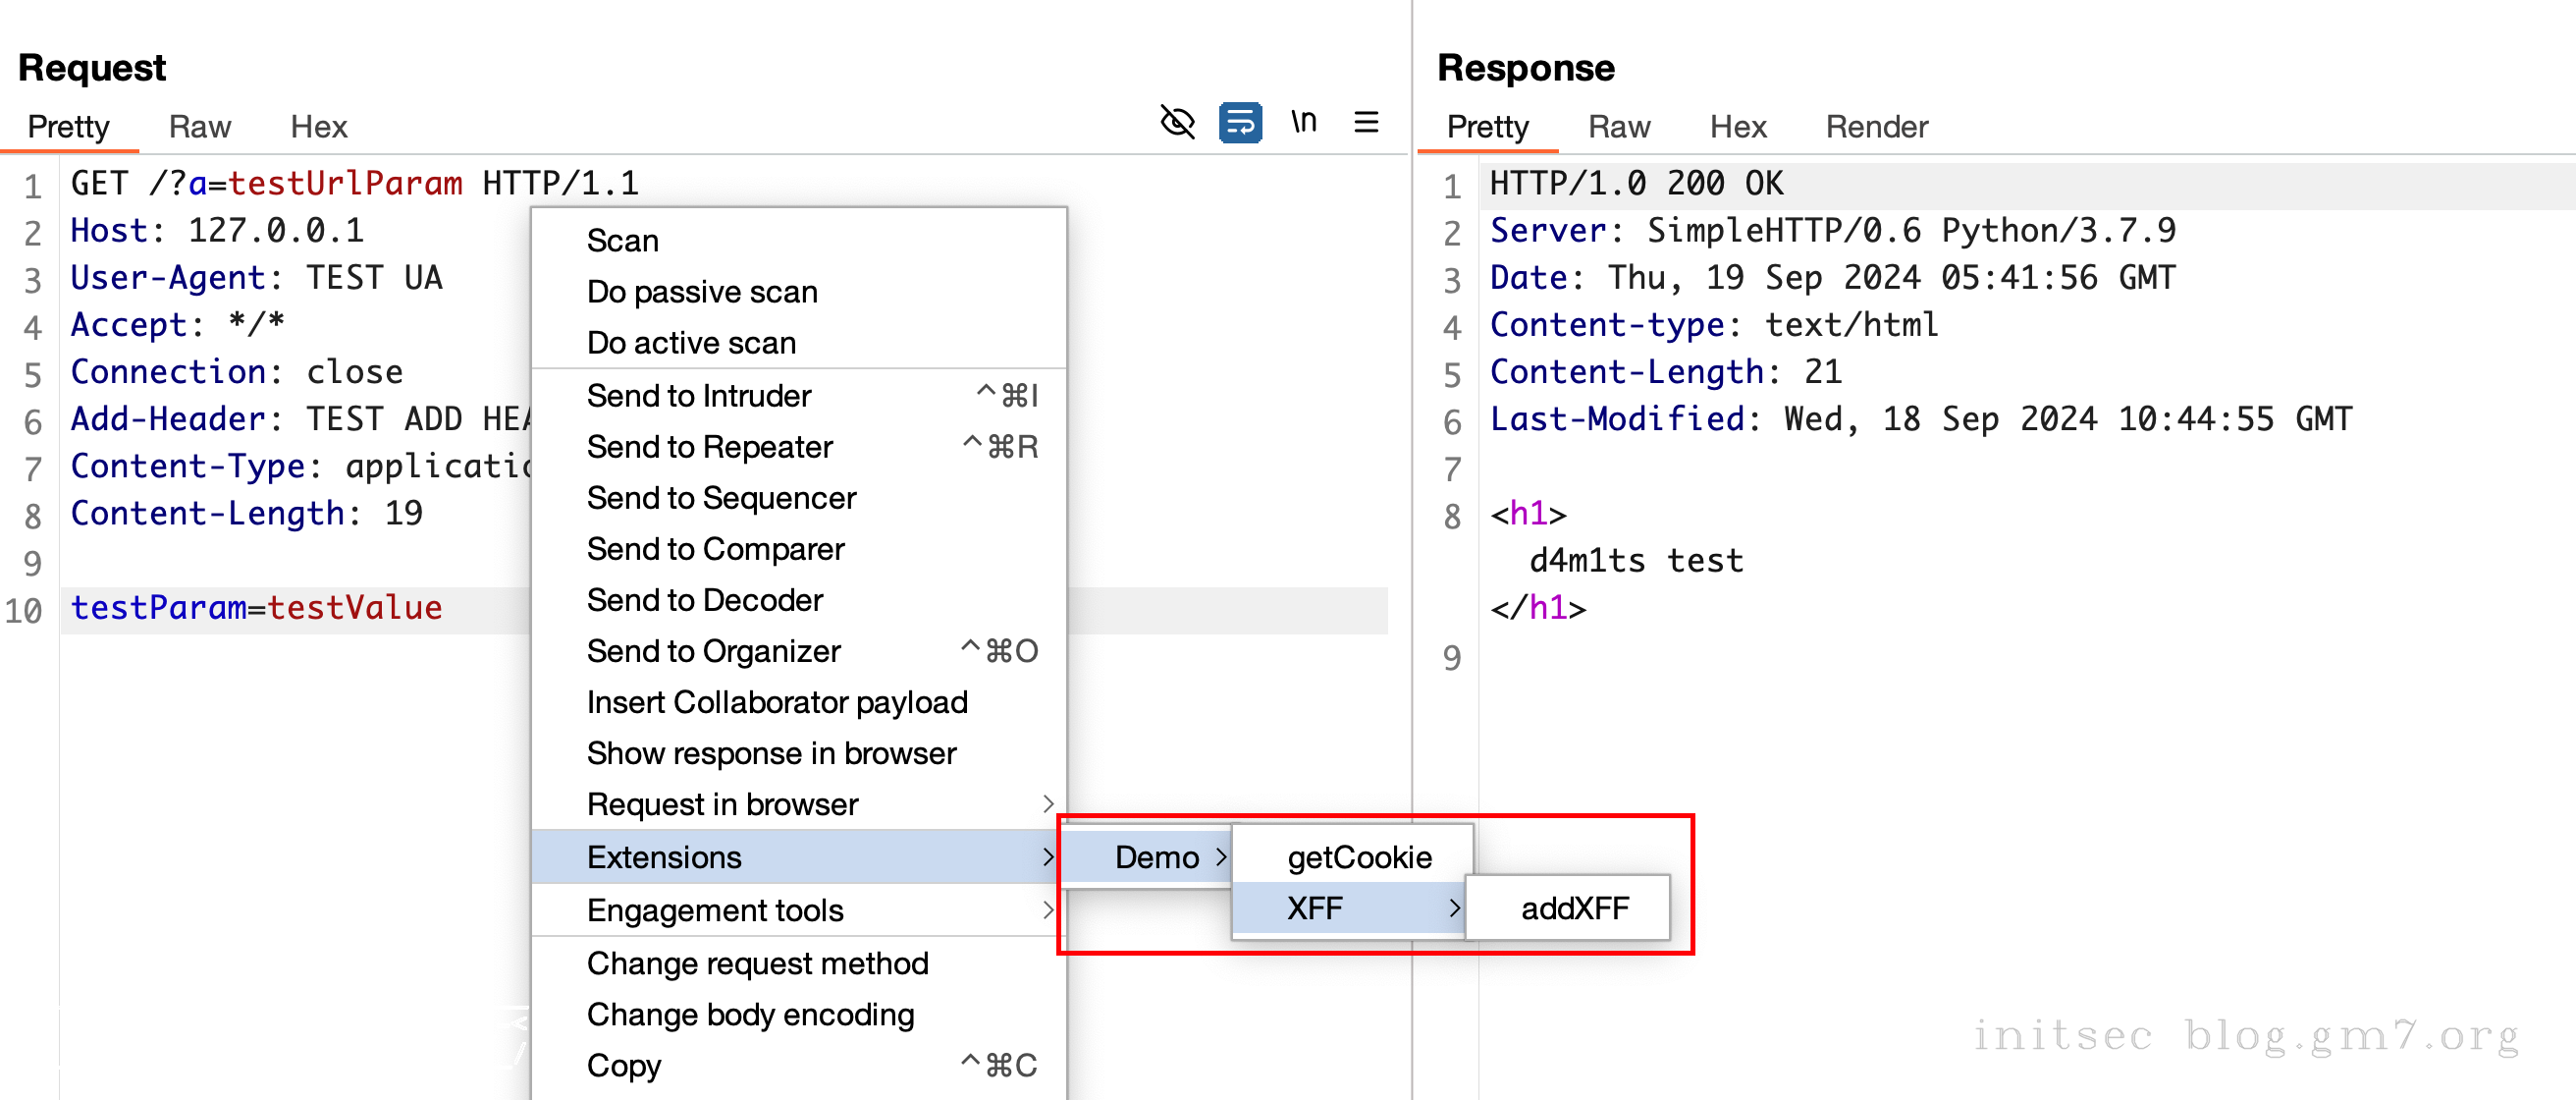 Request
Pretty Raw Hex \n
1 GET /?a=testUrlParam HTTP/1.1
2 Host: 127.0.0.1
3 User-Agent: TEST UA
4 Accept: */*
5 Connection: close
6 Add-Header: TEST ADD HEA
7 Content-Type: applicatio
8 Content-Length: 19
9
10 testParam=testValue
Scan
Do passive scan
Do active scan
Send to Intruder ^⌘I
Send to Repeater ^⌘R
Send to Sequencer
Send to Comparer
Send to Decoder
Send to Organizer ^⌘O
Insert Collaborator payload
Show response in browser
Request in browser >
Extensions >
Engagement tools >
Change request method
Change body encoding
Copy ^⌘C
Demo >
getCookie
XFF >
addXFF
Response
Pretty Raw Hex Render
1 HTTP/1.0 200 OK
2 Server: SimpleHTTP/0.6 Python/3.7.9
3 Date: Thu, 19 Sep 2024 05:41:56 GMT
4 Content-type: text/html
5 Content-Length: 21
6 Last-Modified: Wed, 18 Sep 2024 10:44:55 GMT
7
8 <h1>
d4m1ts test
</h1>
9
initsec blog.gm7.org